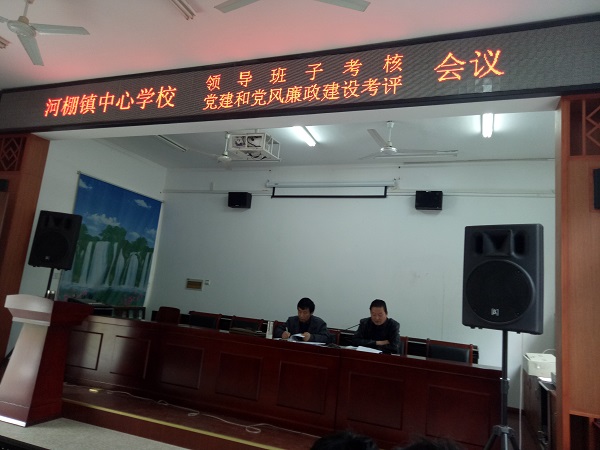 河棚镇中心学校
领导班子考核
党建和党风廉政建设考评
会议